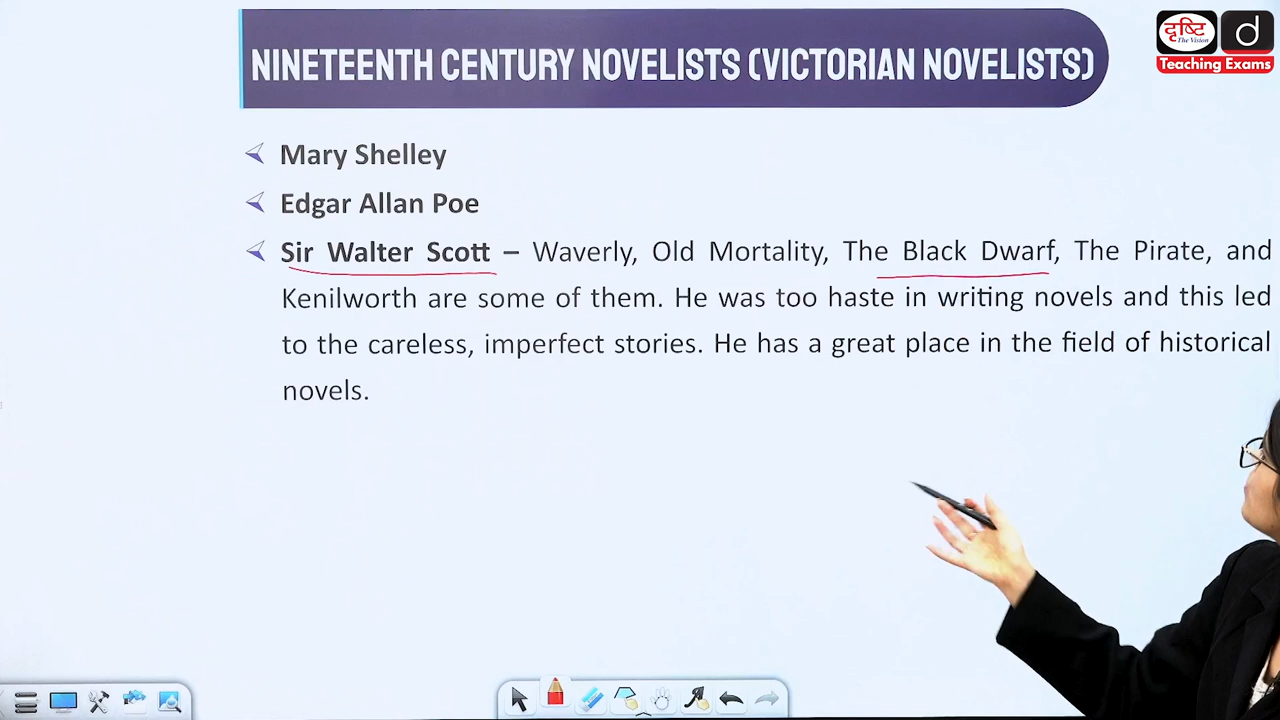 NINETEENTH CENTURY NOVELISTS (VICTORIAN NOVELISTS)
दृष्टि
The Vision
d
Teaching Exams
Mary Shelley
Edgar Allan Poe
Sir Walter Scott – Waverly, Old Mortality, The Black Dwarf, The Pirate, and
Kenilworth are some of them. He was too haste in writing novels and this led
to the careless, imperfect stories. He has a great place in the field of historical
novels.